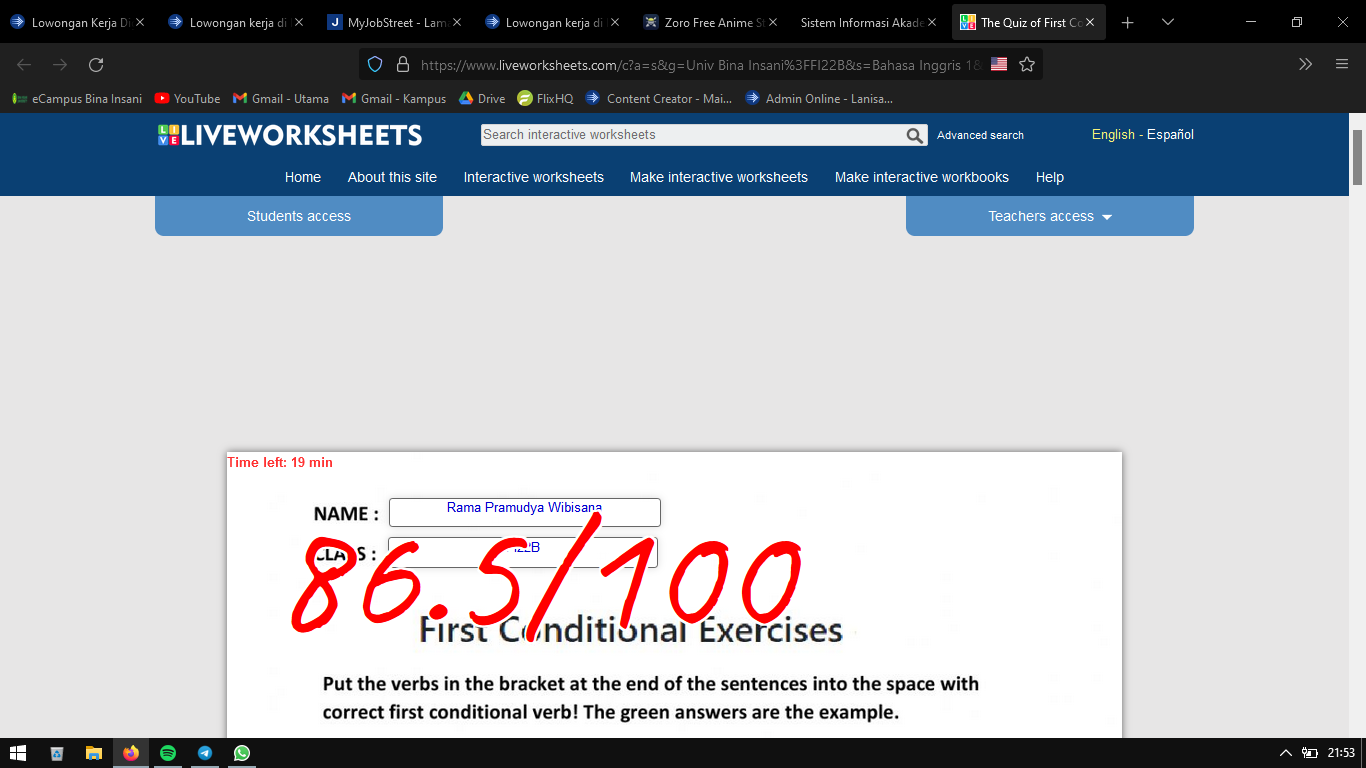 Lowongan Kerja Di
Lowongan kerja di
MyJobStreet - Lam
Lowongan kerja di
Zoro Free Anime St
Sistem Informasi Akade
The Quiz of First Co
https://www.liveworksheets.com/c?a=s&g=Univ Bina Insani%3FFI22B&s=Bahasa Inggris 1&
eCampus Bina Insani
YouTube
Gmail - Utama
Gmail - Kampus
Drive
FlixHQ
Content Creator - Mai...
Admin Online - Lanisa...
LIVE LIVEWORKSHEETS
Search interactive worksheets
Advanced search
English - Español
Home
About this site
Interactive worksheets
Make interactive worksheets
Make interactive workbooks
Help
Students access
Teachers access
Time left: 19 min
NAME :
Rama Pramudya Wibisana
CLASS :
86.5/100
First Conditional Exercises
Put the verbs in the bracket at the end of the sentences into the space with
correct first conditional verb! The green answers are the example.
21:53